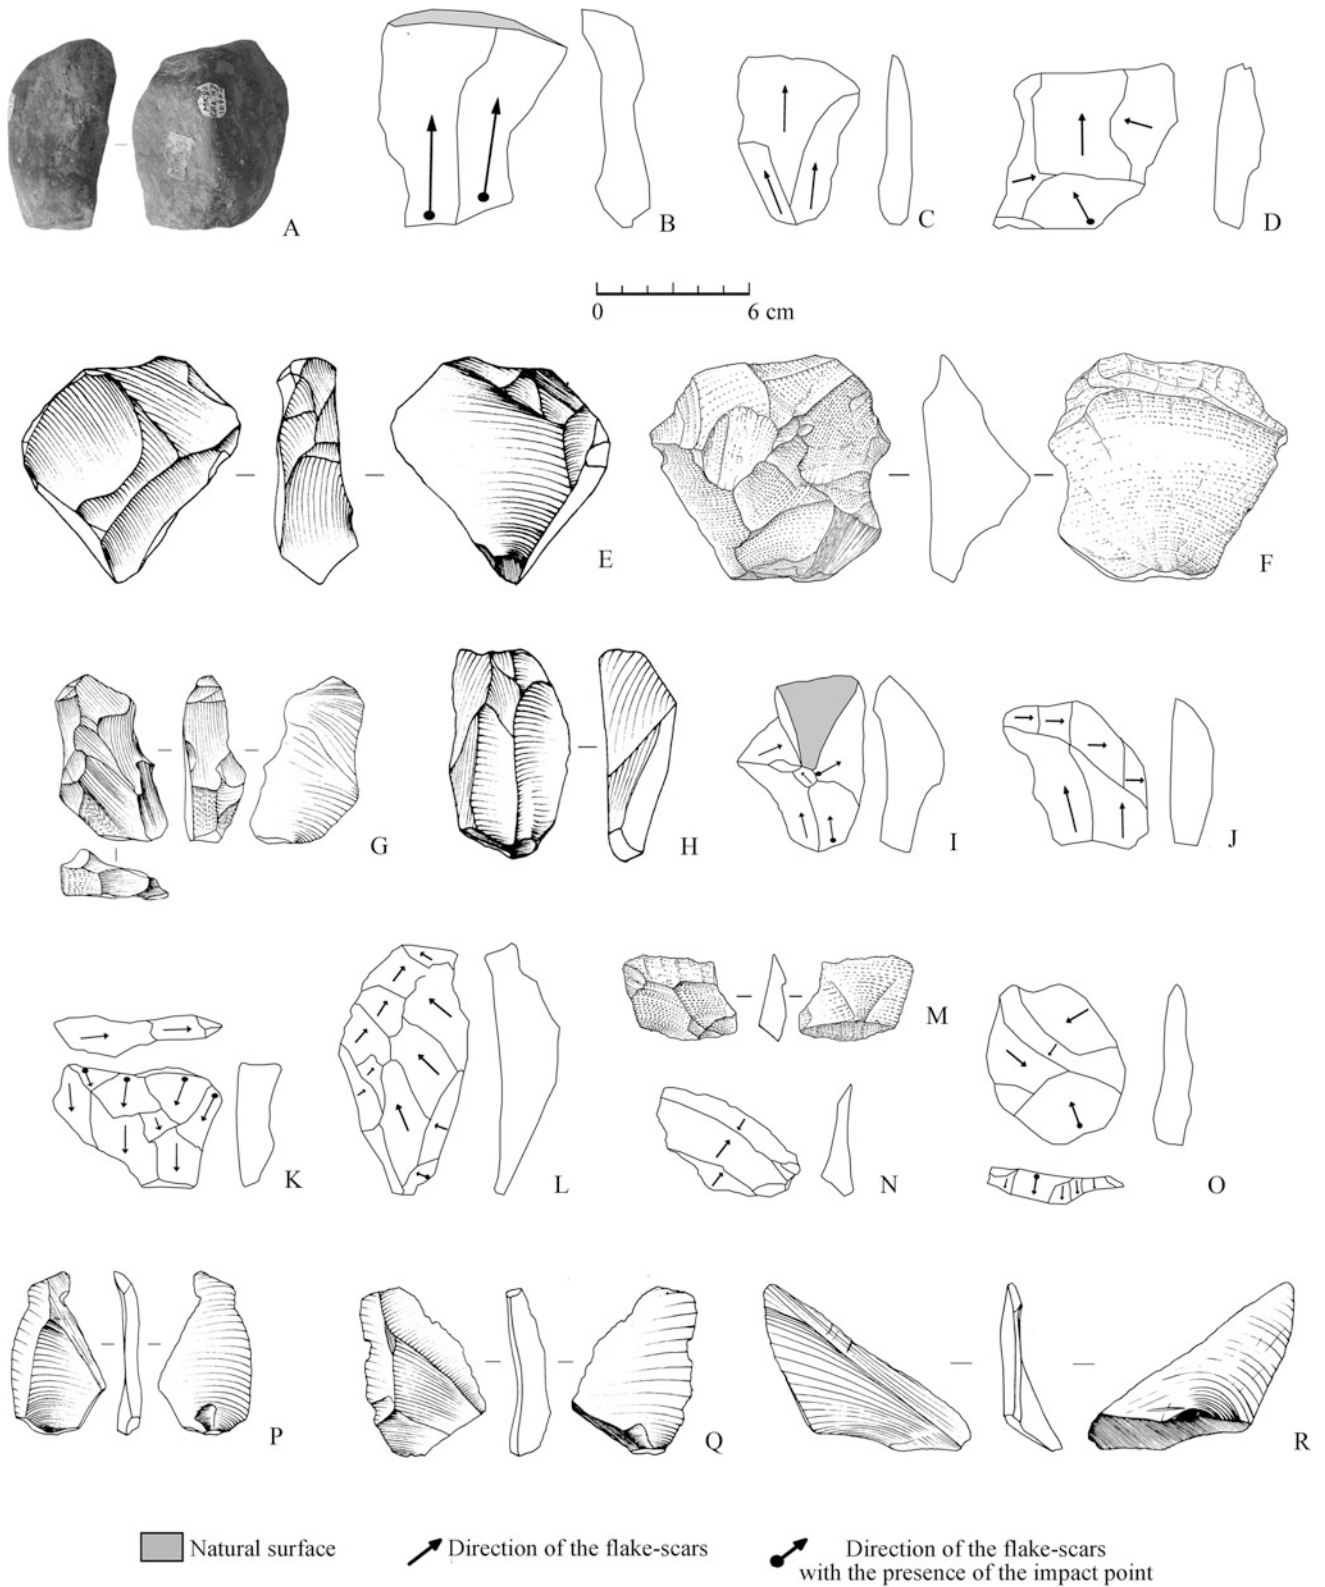 A
B
C
D
0
6 cm
E
F
G
H
I
J
K
L
M
N
O
P
Q
R
Natural surface
Direction of the flake-scars
Direction of the flake-scars
with the presence of the impact point